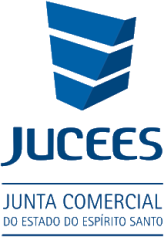 JUCEES
JUNTA COMERCIAL
DO ESTADO DO ESPÍRITO SANTO